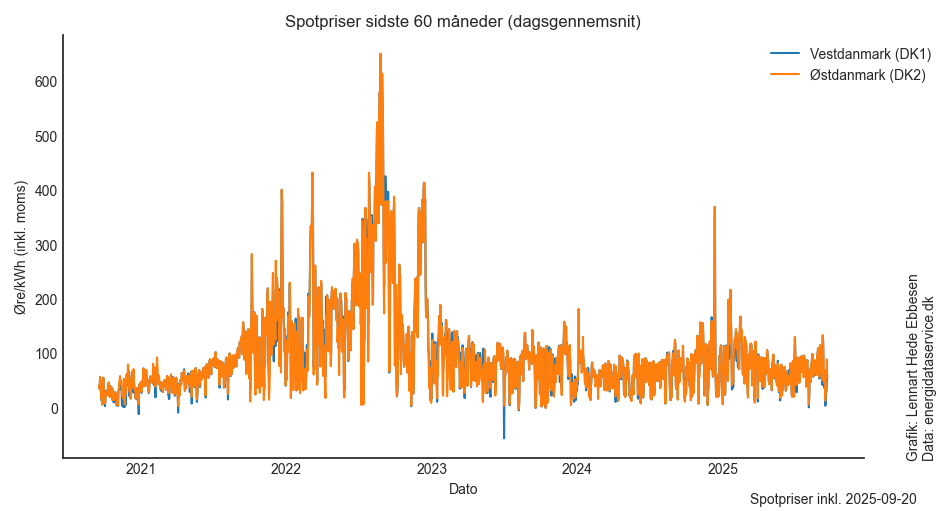 Spotpriser sidste 60 måneder (dagsgennemsnit)
Vestdanmark (DK1)
Østdanmark (DK2)
600
500
400
300
200
100
0
Øre/kWh (inkl. moms)
2021
2022
2023
2024
2025
Dato
Grafik: Lennart Hede Ebbesen
Data: energidataservice.dk
Spotpriser inkl. 2025-09-20